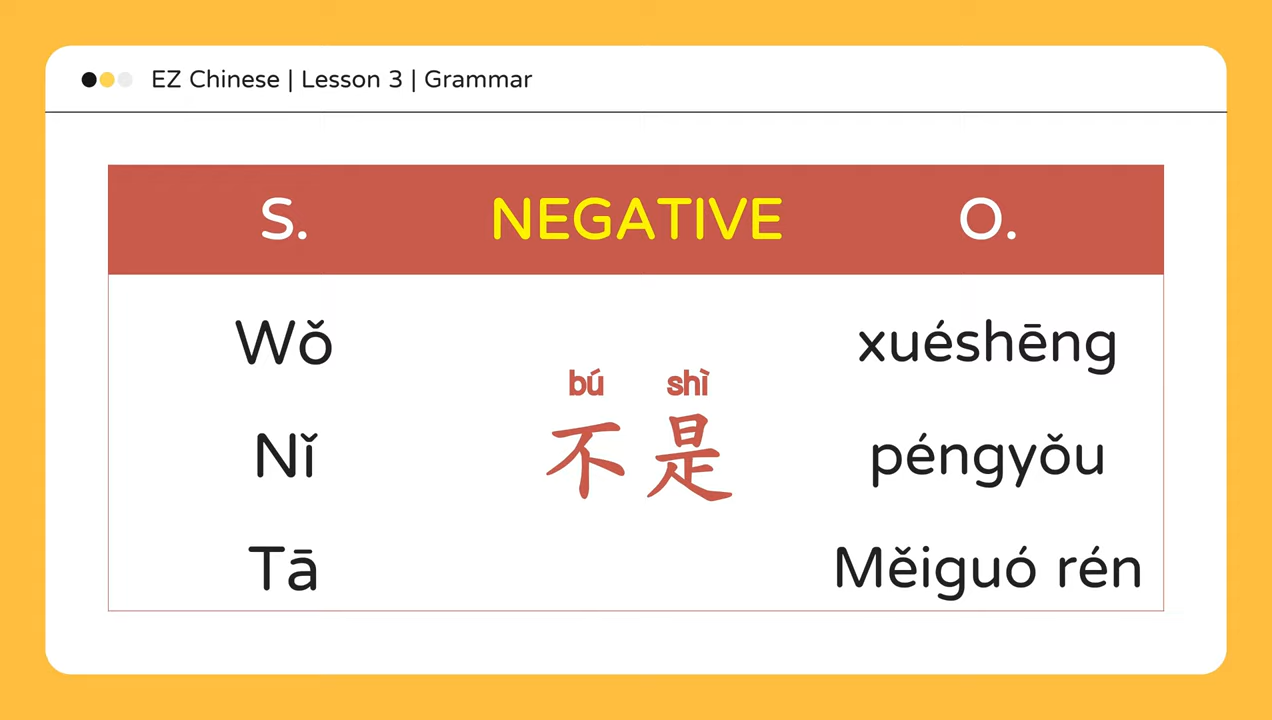 EZ Chinese | Lesson 3 | Grammar
S. NEGATIVE O.
Wǒ xuéshēng
bú shì
不是
Nǐ péngyǒu
Tā Měiguó rén